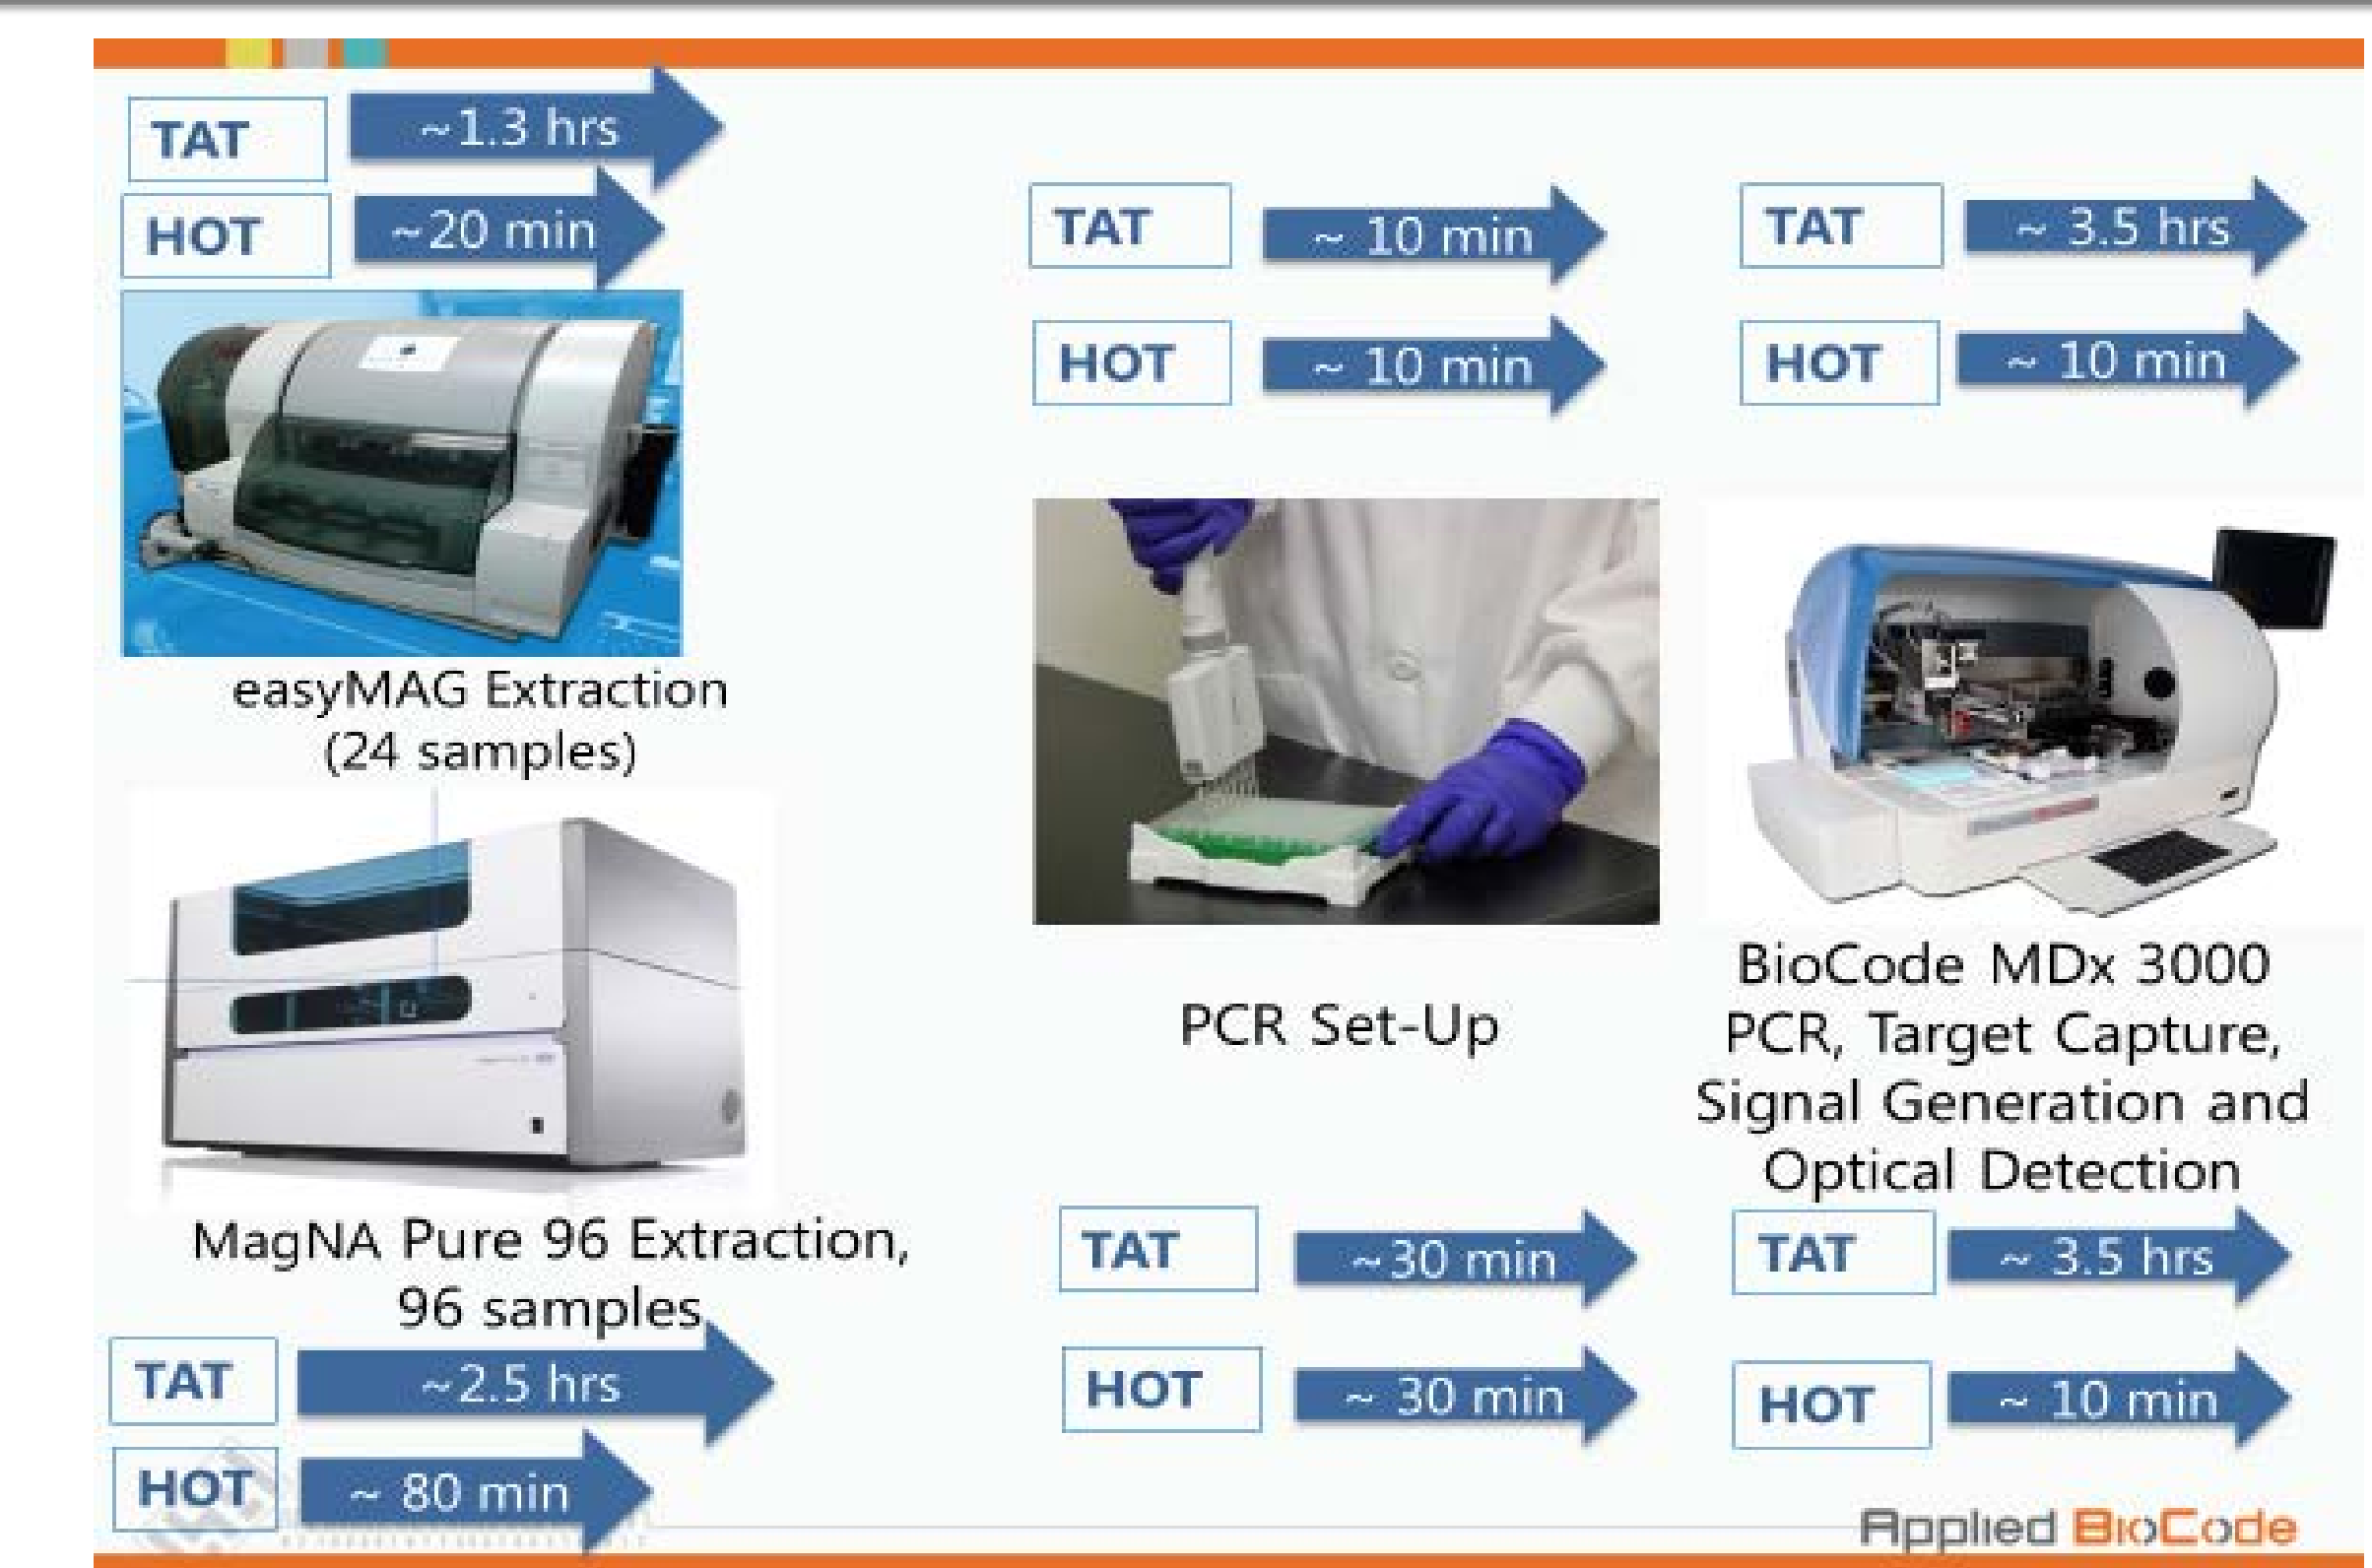 TAT
~1.3 hrs
HOT
~20 min
TAT
~ 10 min
HOT
~ 10 min
TAT
~ 3.5 hrs
HOT
~ 10 min
easyMAG Extraction
(24 samples)
PCR Set-Up
BioCode MDx 3000
PCR, Target Capture,
Signal Generation and
Optical Detection
MagNA Pure 96 Extraction,
96 samples
TAT
~2.5 hrs
HOT
~ 80 min
TAT
~30 min
HOT
~ 30 min
TAT
~ 3.5 hrs
HOT
~ 10 min
Applied BioCode